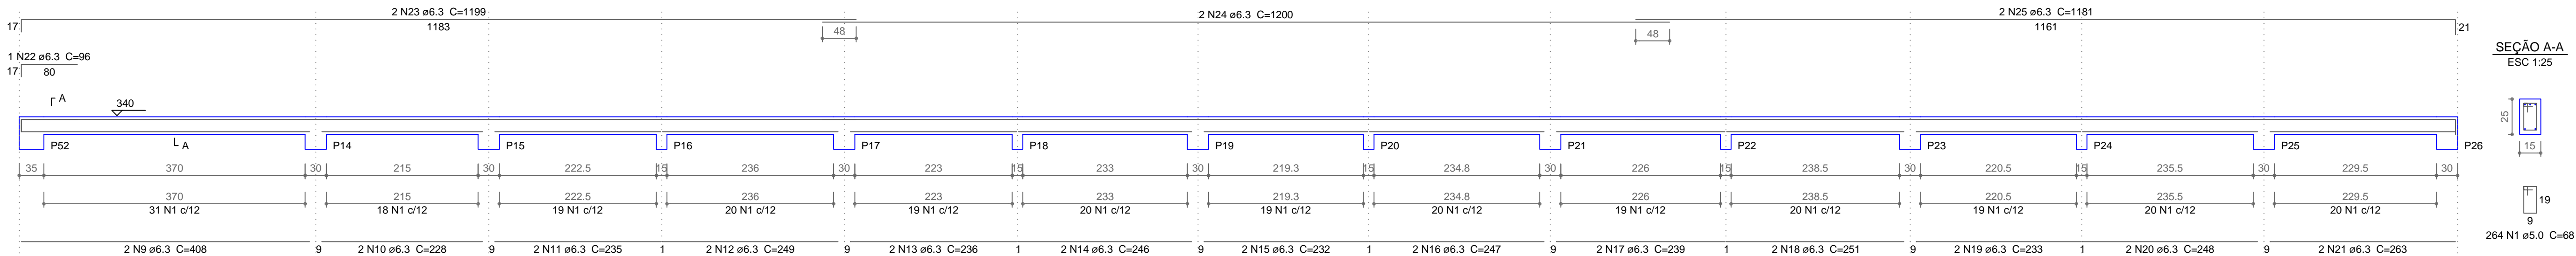 2 N23 ø6.3 C=1199
2 N24 ø6.3 C=1200
2 N25 ø6.3 C=1181
17
1183
48
48
1161
21
1 N22 ø6.3 C=96
17
80
SEÇÃO A-A
ESC 1:25
A
340
A
P52 P14 P15 P16 P17 P18 P19 P20 P21 P22 P23 P24 P25 P26
25
15
35 370 30 215 30 222.5 15 236 30 223 15 233 30 219.3 15 234.8 30 226 15 238.5 30 220.5 15 235.5 30 229.5 30
370 215 222.5 236 223 233 219.3 234.8 226 238.5 220.5 235.5 229.5
31 N1 c/12 18 N1 c/12 19 N1 c/12 20 N1 c/12 19 N1 c/12 20 N1 c/12 19 N1 c/12 20 N1 c/12 19 N1 c/12 20 N1 c/12 19 N1 c/12 20 N1 c/12 20 N1 c/12
19
9
264 N1 ø5.0 C=68
2 N9 ø6.3 C=408 9 2 N10 ø6.3 C=228 9 2 N11 ø6.3 C=235 1 2 N12 ø6.3 C=249 9 2 N13 ø6.3 C=236 1 2 N14 ø6.3 C=246 9 2 N15 ø6.3 C=232 1 2 N16 ø6.3 C=247 9 2 N17 ø6.3 C=239 1 2 N18 ø6.3 C=251 9 2 N19 ø6.3 C=233 1 2 N20 ø6.3 C=248 9 2 N21 ø6.3 C=263